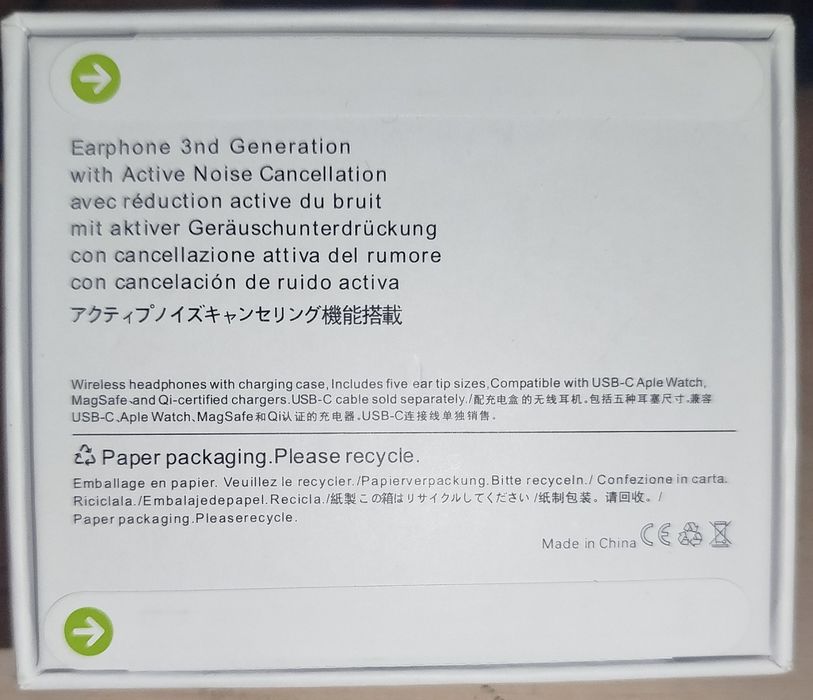 Earphone 3nd Generation
with Active Noise Cancellation
avec réduction active du bruit
mit aktiver Geräuschunterdrückung
con cancellazione attiva del rumore
con cancelación de ruido activa
アクティブノイズキャンセリング機能搭載
Wireless headphones with charging case, Includes five ear tip sizes,Compatible with USB-C Aple Watch,
MagSafe and Qi-certified chargers.USB-C cable sold separately./配充电盒的无线耳机.包括五种耳塞尺寸.兼容
USB-C、Aple Watch、MagSafe和Qi认证的充电器.USB-C连接线单独销售.
Paper packaging.Please recycle.
Emballage en papier. Veuillez le recycler./Papierverpackung.Bitte recyceln./ Confezione in carta.
Riciclala./Embalajedepapel.Recicla./紙製この箱はリサイクルしてください /纸制包装。请回收。/
Paper packaging.Pleaserecycle.
Made in China CE